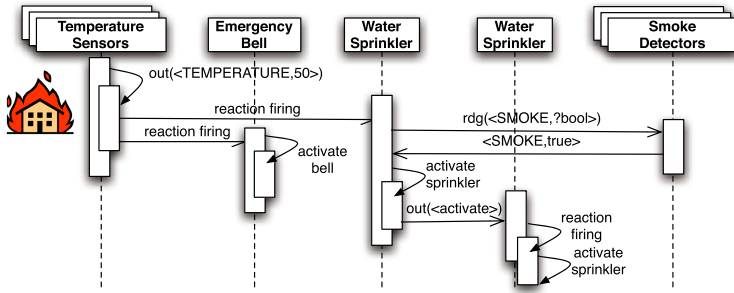 Temperature
Sensors
Emergency
Bell
Water
Sprinkler
Water
Sprinkler
Smoke
Detectors
out(<TEMPERATURE,50>)
reaction firing
rdg(<SMOKE,?bool>)
reaction firing
<SMOKE,true>
activate
bell
activate
sprinkler
out(<activate>)
reaction
firing
activate
sprinkler